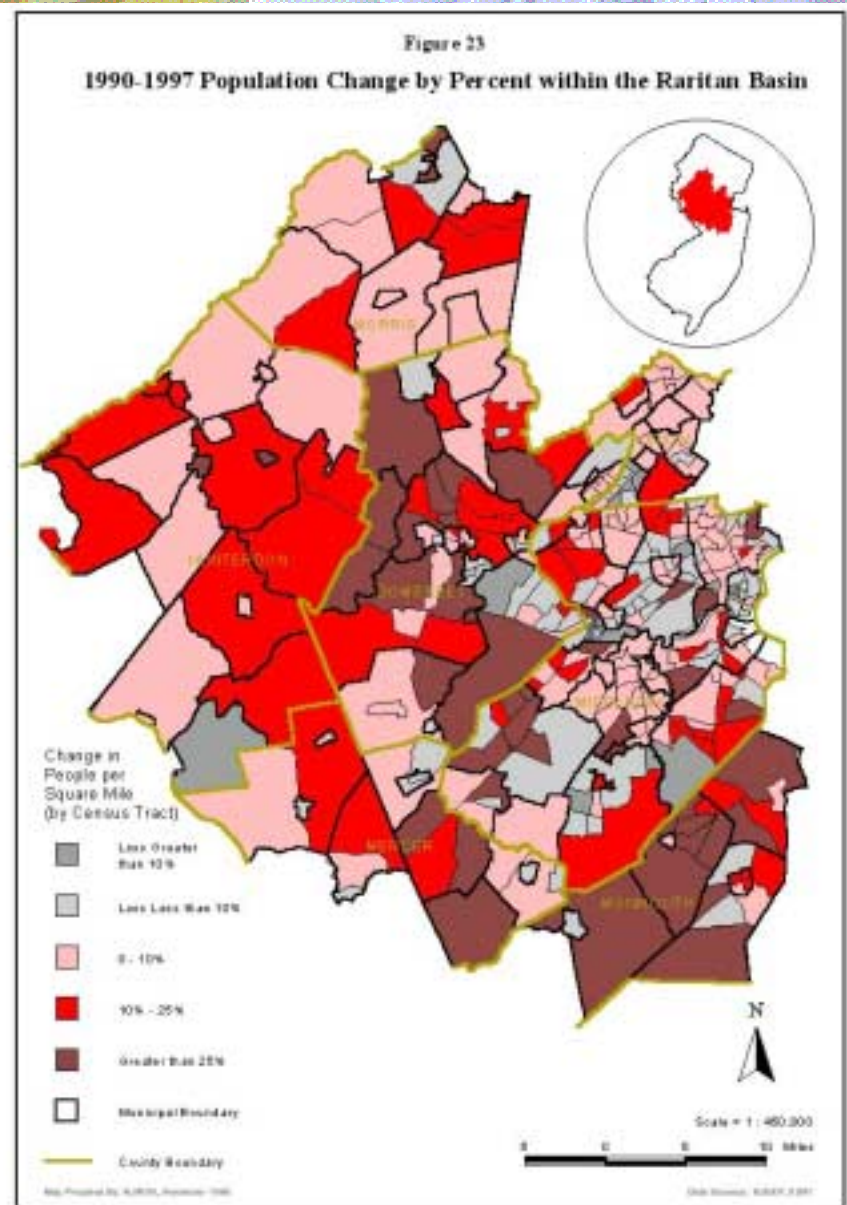 Figure 23
1990-1997 Population Change by Percent within the Raritan Basin
MORRIS
HUNTERDON
SOMERSET
MIDDLESEX
MERCER
MONMOUTH
Change in
People per
Square Mile
(by Census Tract)
Loss Greater
than 10%
Loss Less than 10%
0 - 10%
10% - 25%
Greater than 25%
Municipal Boundary
County Boundary
N
Scale = 1 : 460,000
0
10 Miles